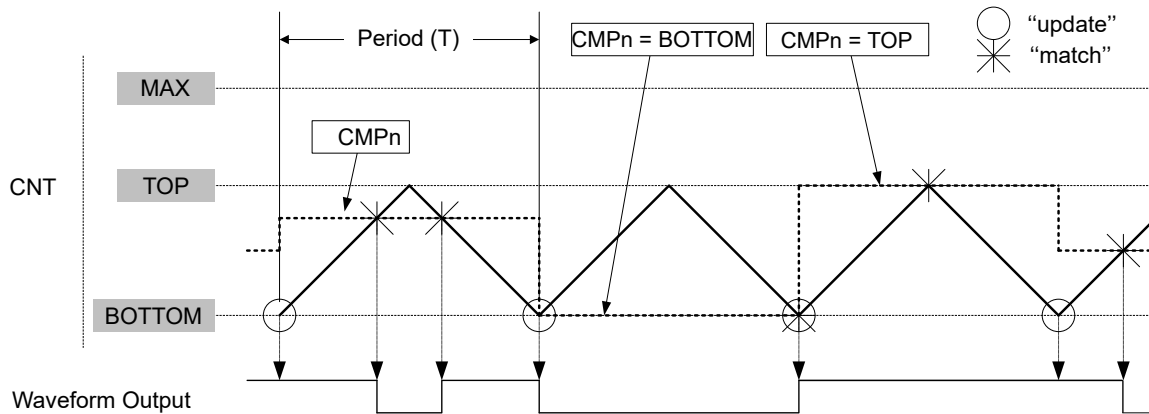 Period (T)
CMPn = BOTTOM
CMPn = TOP
“update”
“match”
MAX
CMPn
CNT
TOP
BOTTOM
Waveform Output